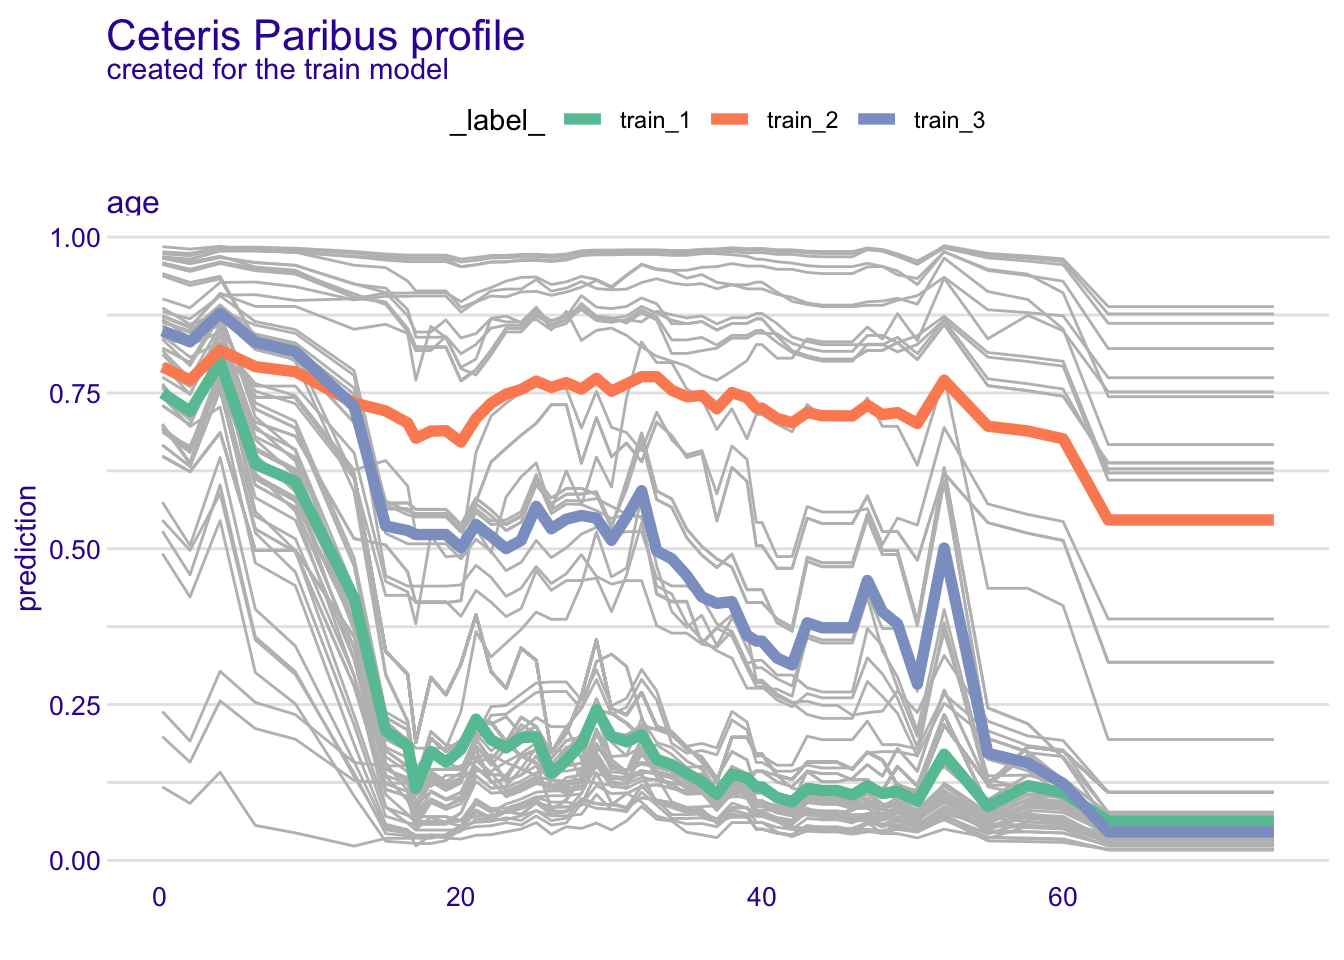 Ceteris Paribus profile
created for the train model
_label_ train_1 train_2 train_3
age
1.00
0.75
0.50
0.25
0.00
prediction
0 20 40 60